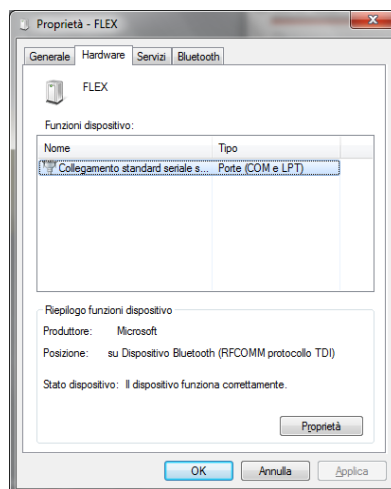 Proprietà - FLEX
Generale Hardware Servizi Bluetooth
FLEX
Funzioni dispositivo:
Nome Tipo
Collegamento standard seriale s... Porte (COM e LPT)
Riepilogo funzioni dispositivo
Produttore: Microsoft
Posizione: su Dispositivo Bluetooth (RFCOMM protocollo TDI)
Stato dispositivo: Il dispositivo funziona correttamente.
Proprietà
OK Annulla Applica